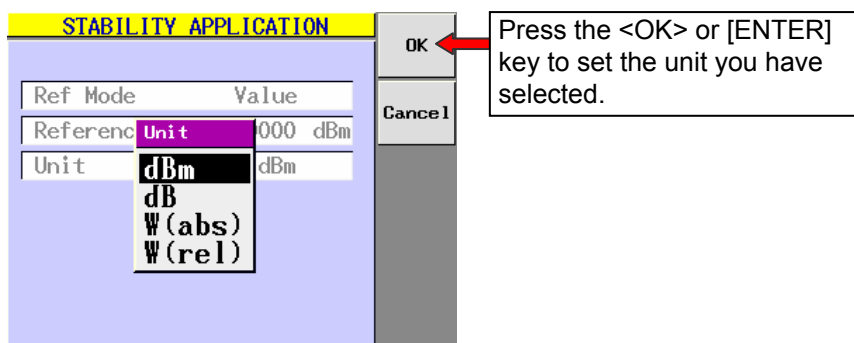 STABILITY APPLICATION
OK
Press the <OK> or [ENTER]
key to set the unit you have
selected.
Ref Mode Value
Cancel
Referenc 000 dBm
Unit dBm
Unit
dBm
dB
W(abs)
W(rel)